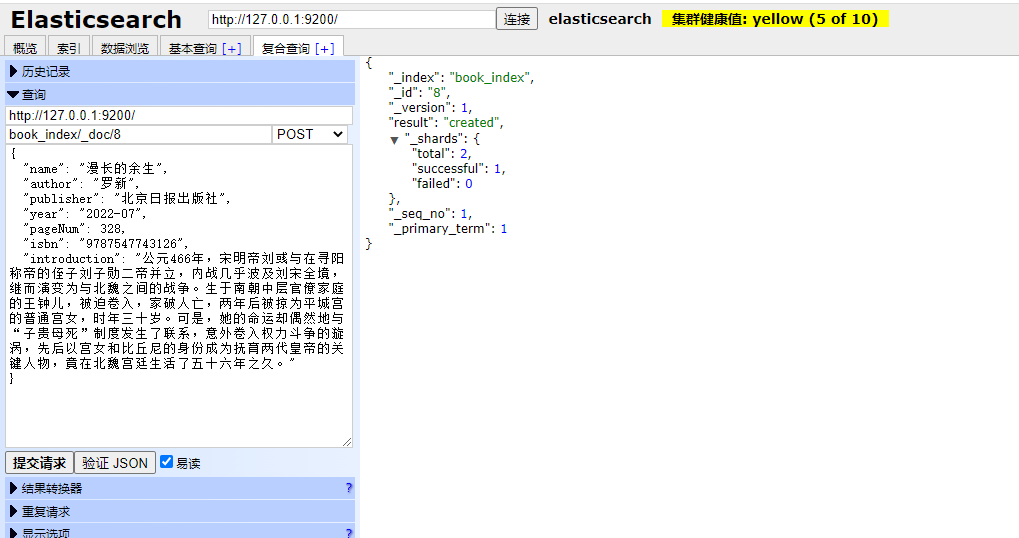 Elasticsearch
http://127.0.0.1:9200/
连接
elasticsearch
集群健康值: yellow (5 of 10)
概览
索引
数据浏览
基本查询 [+]
复合查询 [+]
历史记录
查询
http://127.0.0.1:9200/
book_index/_doc/8
POST
{
"name": "漫长的余生",
"author": "罗新",
"publisher": "北京日报出版社",
"year": "2022-07",
"pageNum": 328,
"isbn": "9787547743126",
"introduction": "公元466年，宋明帝刘彧与在寻阳
称帝的侄子刘子勋二帝并立，内战几乎波及刘宋全境，
继而演变为与北魏之间的战争。生于南朝中层官僚家庭
的王钟儿，被迫卷入，家破人亡，两年后被掠为平城宫
的普通宫女，时年三十岁。可是，她的命运却偶然地与
“子贵母死”制度发生了联系，意外卷入权力斗争的漩
涡，先后以宫女和比丘尼的身份成为抚育两代皇帝的关
键人物，竟在北魏宫廷生活了五十六年之久。"
}
提交请求
验证 JSON
易读
结果转换器
?
重复请求
显示选项
?
{
"_index": "book_index",
"_id": "8",
"_version": 1,
"result": "created",
"_shards": {
"total": 2,
"successful": 1,
"failed": 0
},
"_seq_no": 1,
"_primary_term": 1
}